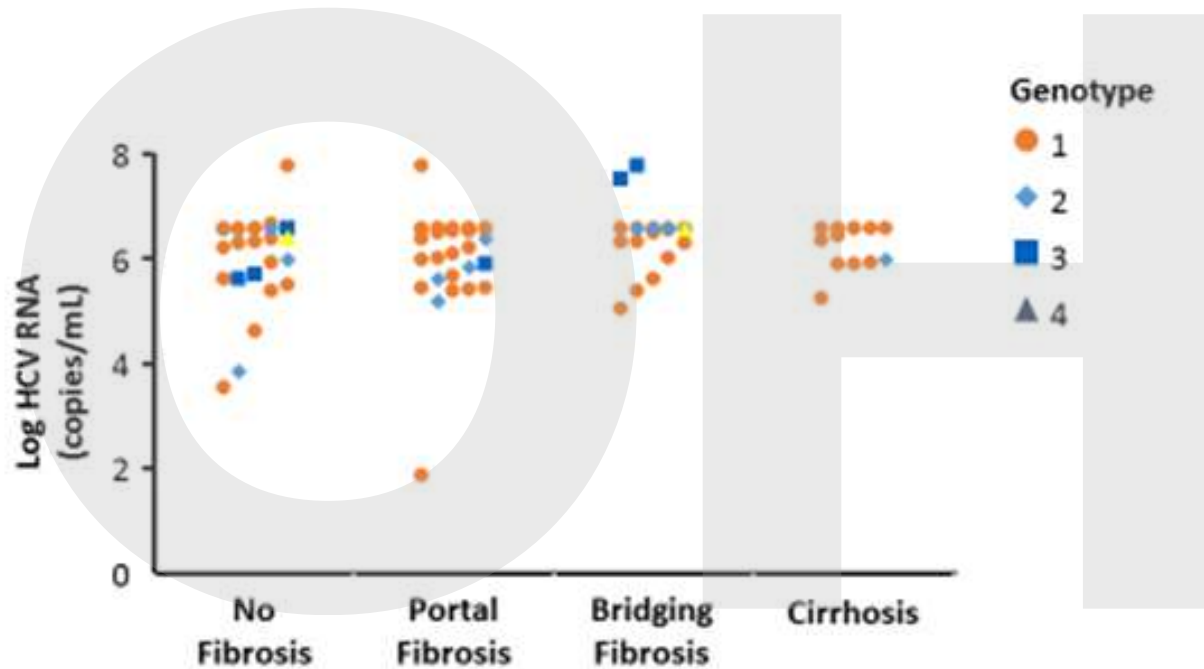 OH
Genotype
1
2
3
4
Log HCV RNA
(copies/mL)
8
6
4
2
0
No
Fibrosis
Portal
Fibrosis
Bridging
Fibrosis
Cirrhosis